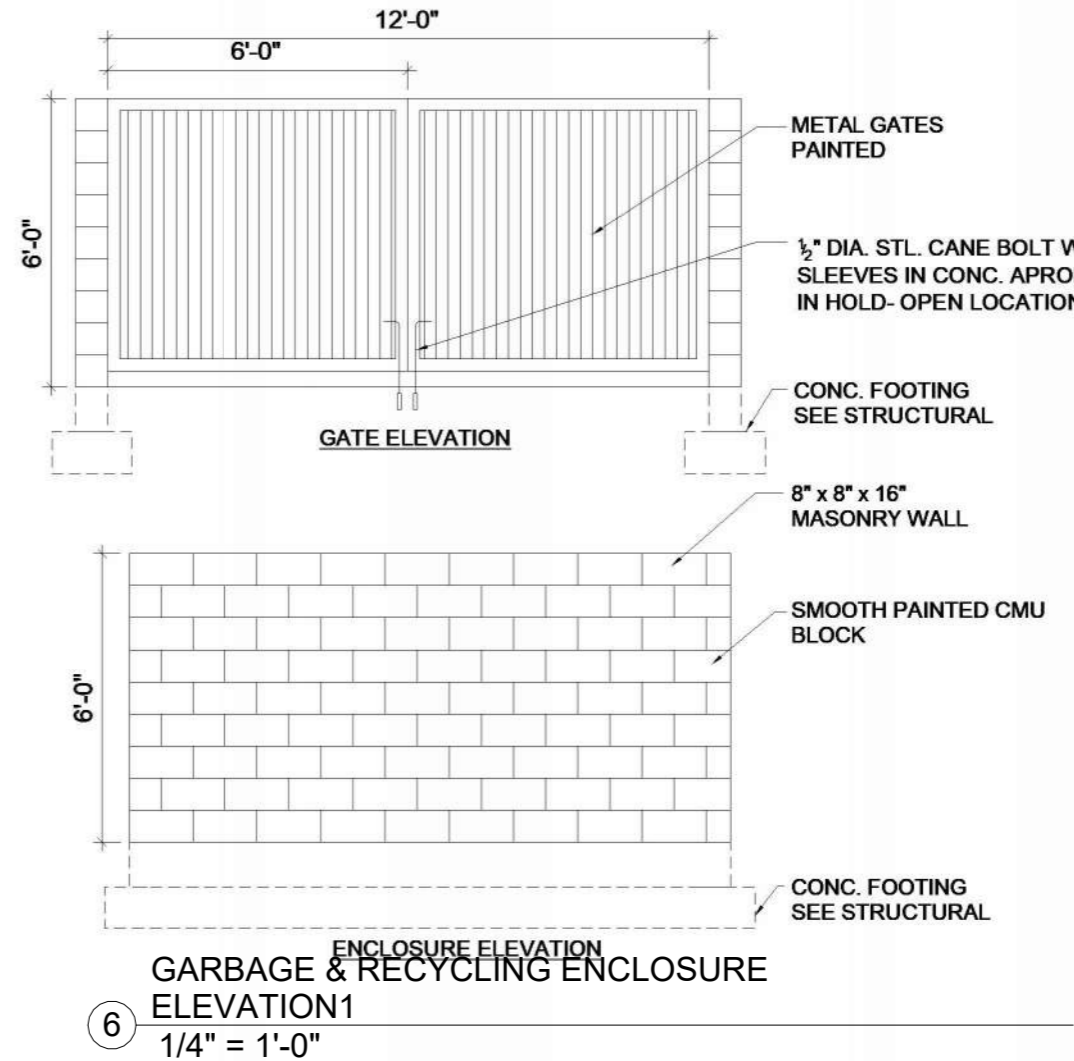 12'-0"
6'-0"
6'-0"
METAL GATES
PAINTED
½" DIA. STL. CANE BOLT W
SLEEVES IN CONC. APRO
IN HOLD- OPEN LOCATION
CONC. FOOTING
SEE STRUCTURAL
GATE ELEVATION
8" x 8" x 16"
MASONRY WALL
6'-0"
SMOOTH PAINTED CMU
BLOCK
CONC. FOOTING
SEE STRUCTURAL
ENCLOSURE ELEVATION
GARBAGE & RECYCLING ENCLOSURE
ELEVATION1
6
1/4" = 1'-0"